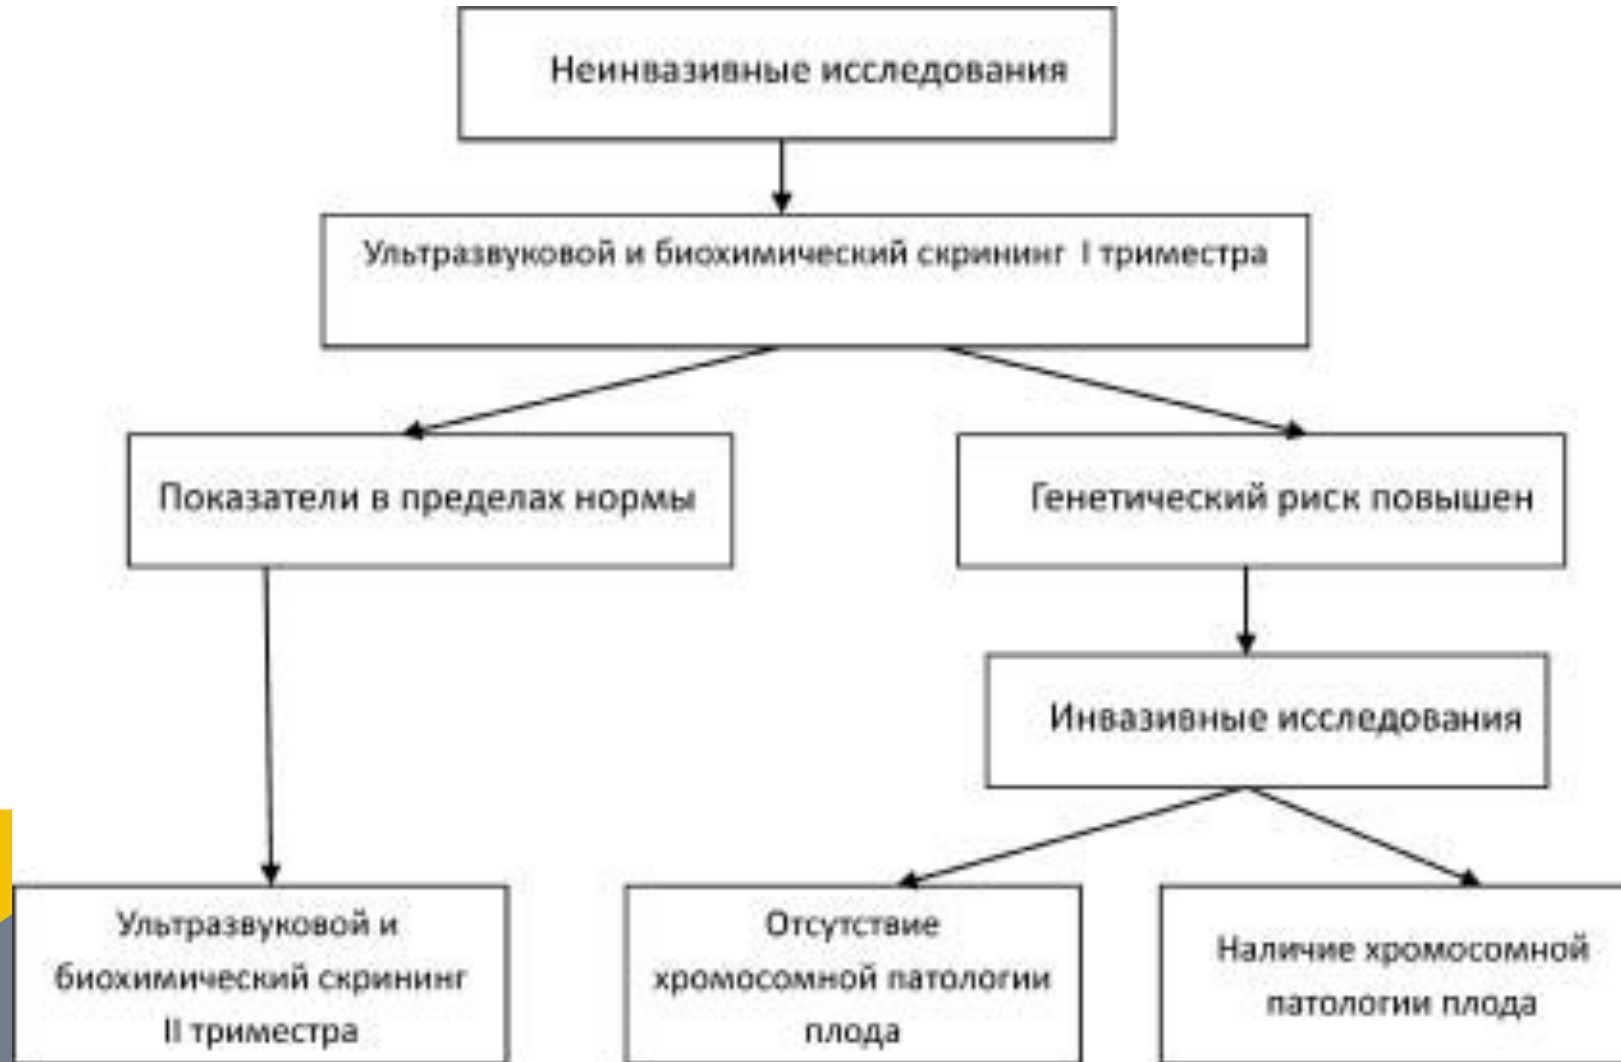 Неинвазивные исследования
Ультразвуковой и биохимический скрининг I триместра
Показатели в пределах нормы
Генетический риск повышен
Инвазивные исследования
Ультразвуковой и
биохимический скрининг
II триместра
Отсутствие
хромосомной патологии
плода
Наличие хромосомной
патологии плода